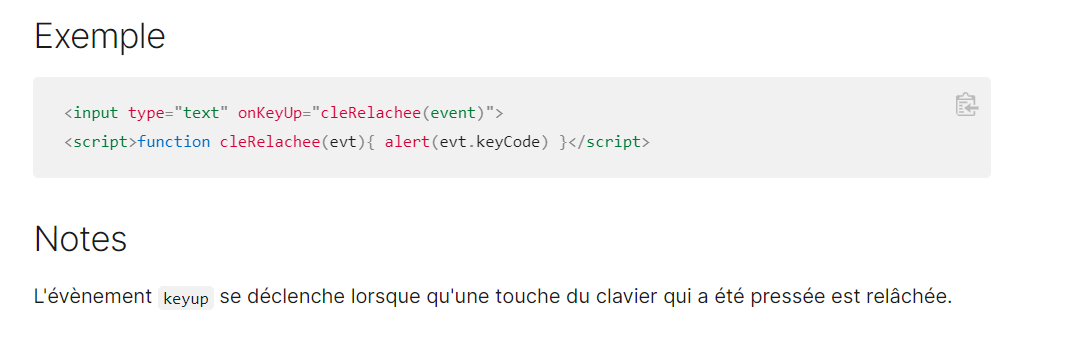 Exemple
<input type="text" onKeyUp="cleRelachee(event)">
<script>function cleRelachee(evt){ alert(evt.keyCode) }</script>
Notes
L'évènement keyup se déclenche lorsque qu'une touche du clavier qui a été pressée est relâchée.